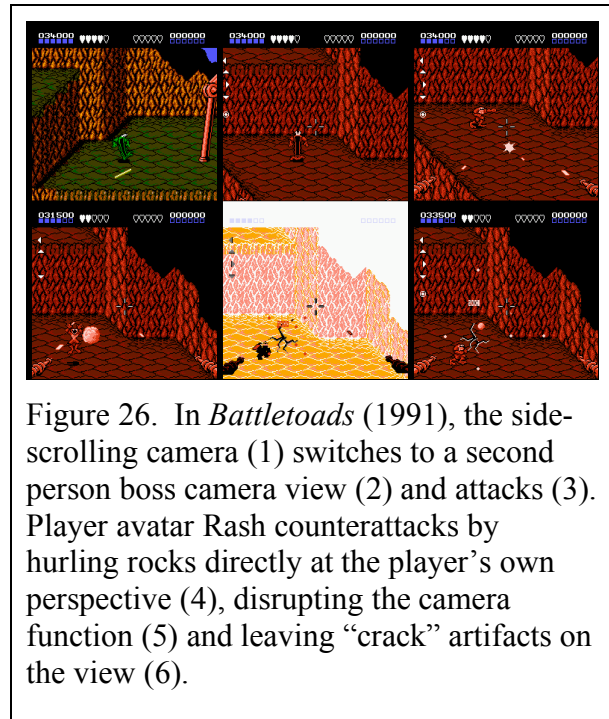 034000 000000 034000 000000 034000 000000
031500 000000 033500 000000
Figure 26. In Battletoads (1991), the side-
scrolling camera (1) switches to a second
person boss camera view (2) and attacks (3).
Player avatar Rash counterattacks by
hurling rocks directly at the player’s own
perspective (4), disrupting the camera
function (5) and leaving “crack” artifacts on
the view (6).